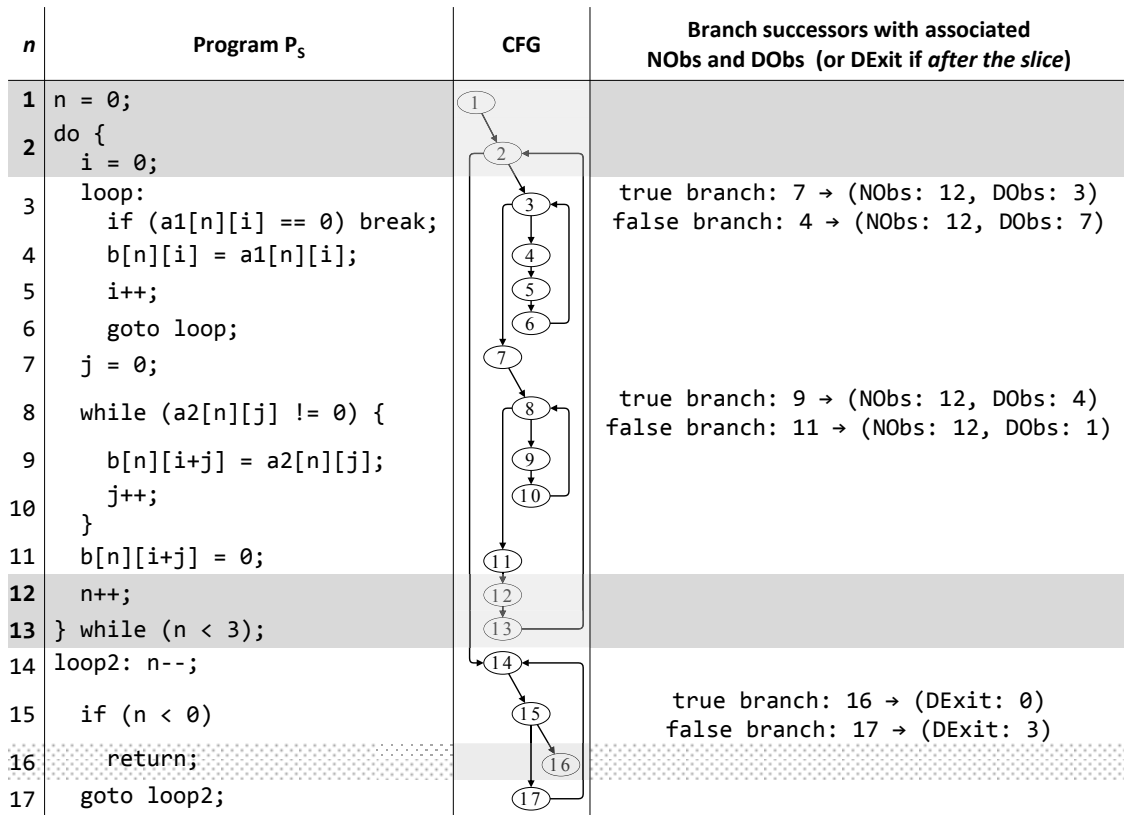 n Program Pₛ CFG Branch successors with associated
NObs and DObs (or DExit if after the slice)
1 n = 0; 1
2 do { 2
i = 0;
3 loop: 3 true branch: 7 → (NObs: 12, DObs: 3)
if (a1[n][i] == 0) break; false branch: 4 → (NObs: 12, DObs: 7)
4 b[n][i] = a1[n][i]; 4
5 i++; 5
6 goto loop; 6
7 j = 0; 7
8 while (a2[n][j] != 0) { 8 true branch: 9 → (NObs: 12, DObs: 4)
false branch: 11 → (NObs: 12, DObs: 1)
9 b[n][i+j] = a2[n][j]; 9
10 j++; 10
}
11 b[n][i+j] = 0; 11
12 n++; 12
13 } while (n < 3); 13
14 loop2: n--; 14
15 if (n < 0) 15 true branch: 16 → (DExit: 0)
false branch: 17 → (DExit: 3)
16 return; 16
17 goto loop2; 17